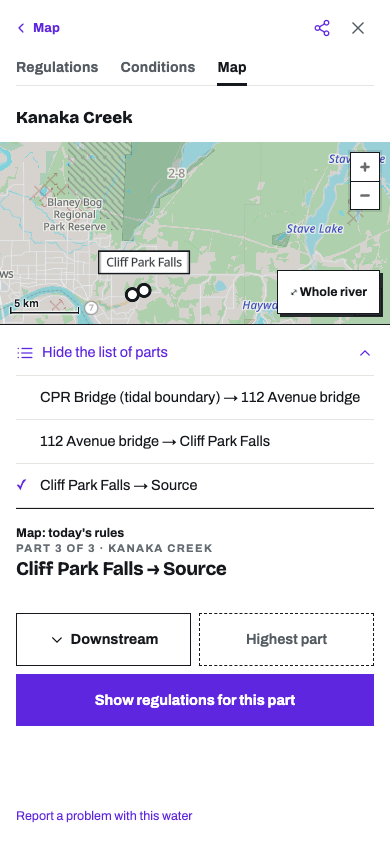 Map
Regulations
Conditions
Map
Kanaka Creek
2-8
Blaney Bog
Regional
Park Reserve
Stave Lake
Cliff Park Falls
ws
5 km
7
Haywa
+
−
Whole river
Hide the list of parts
CPR Bridge (tidal boundary) → 112 Avenue bridge
112 Avenue bridge → Cliff Park Falls
Cliff Park Falls → Source
Map: today's rules
PART 3 OF 3 · KANAKA CREEK
Cliff Park Falls → Source
Downstream
Highest part
Show regulations for this part
Report a problem with this water